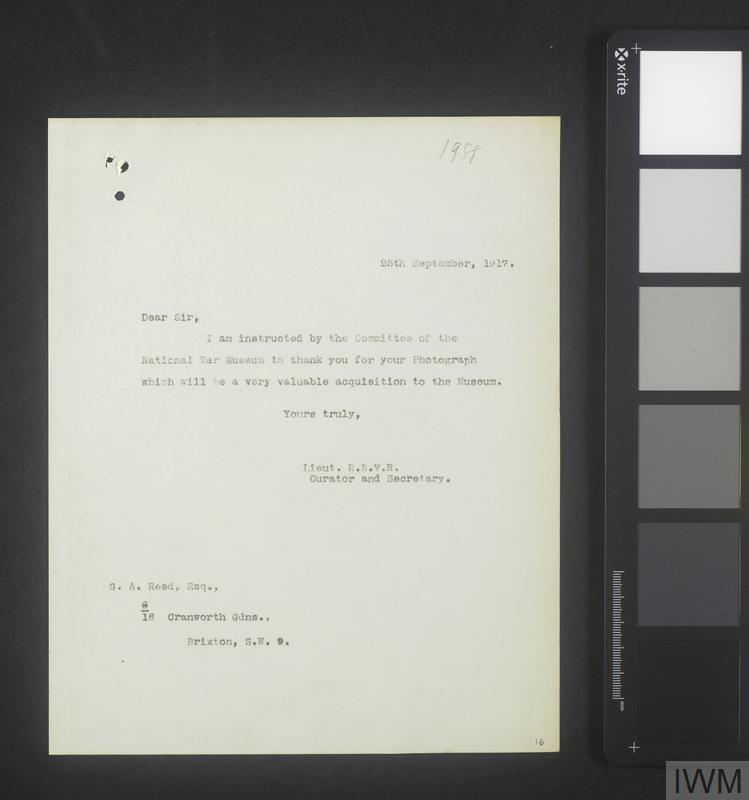 1988
25th September, 1917.
Dear Sir,
I am instructed by the Committee of the
National War Museum to thank you for your Photograph
which will be a very valuable acquisition to the Museum.
Yours truly,
Lieut. R.N.V.R.
Curator and Secretary.
G. A. Reed, Esq.,
8
16 Cranworth Gdns.,
Brixton, S.W. 9.
16
x·rite
mm
IWM